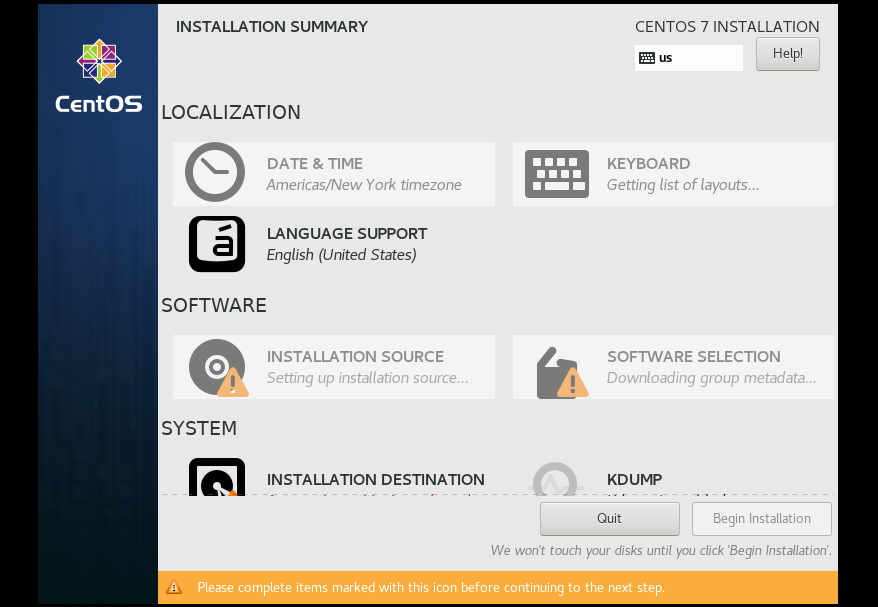 INSTALLATION SUMMARY
CENTOS 7 INSTALLATION
us
Help!
CentOS
LOCALIZATION
DATE & TIME
Americas/New York timezone
KEYBOARD
Getting list of layouts...
LANGUAGE SUPPORT
English (United States)
SOFTWARE
INSTALLATION SOURCE
Setting up installation source...
SOFTWARE SELECTION
Downloading group metadata...
SYSTEM
INSTALLATION DESTINATION
KDUMP
Quit
Begin Installation
We won't touch your disks until you click 'Begin Installation'.
Please complete items marked with this icon before continuing to the next step.